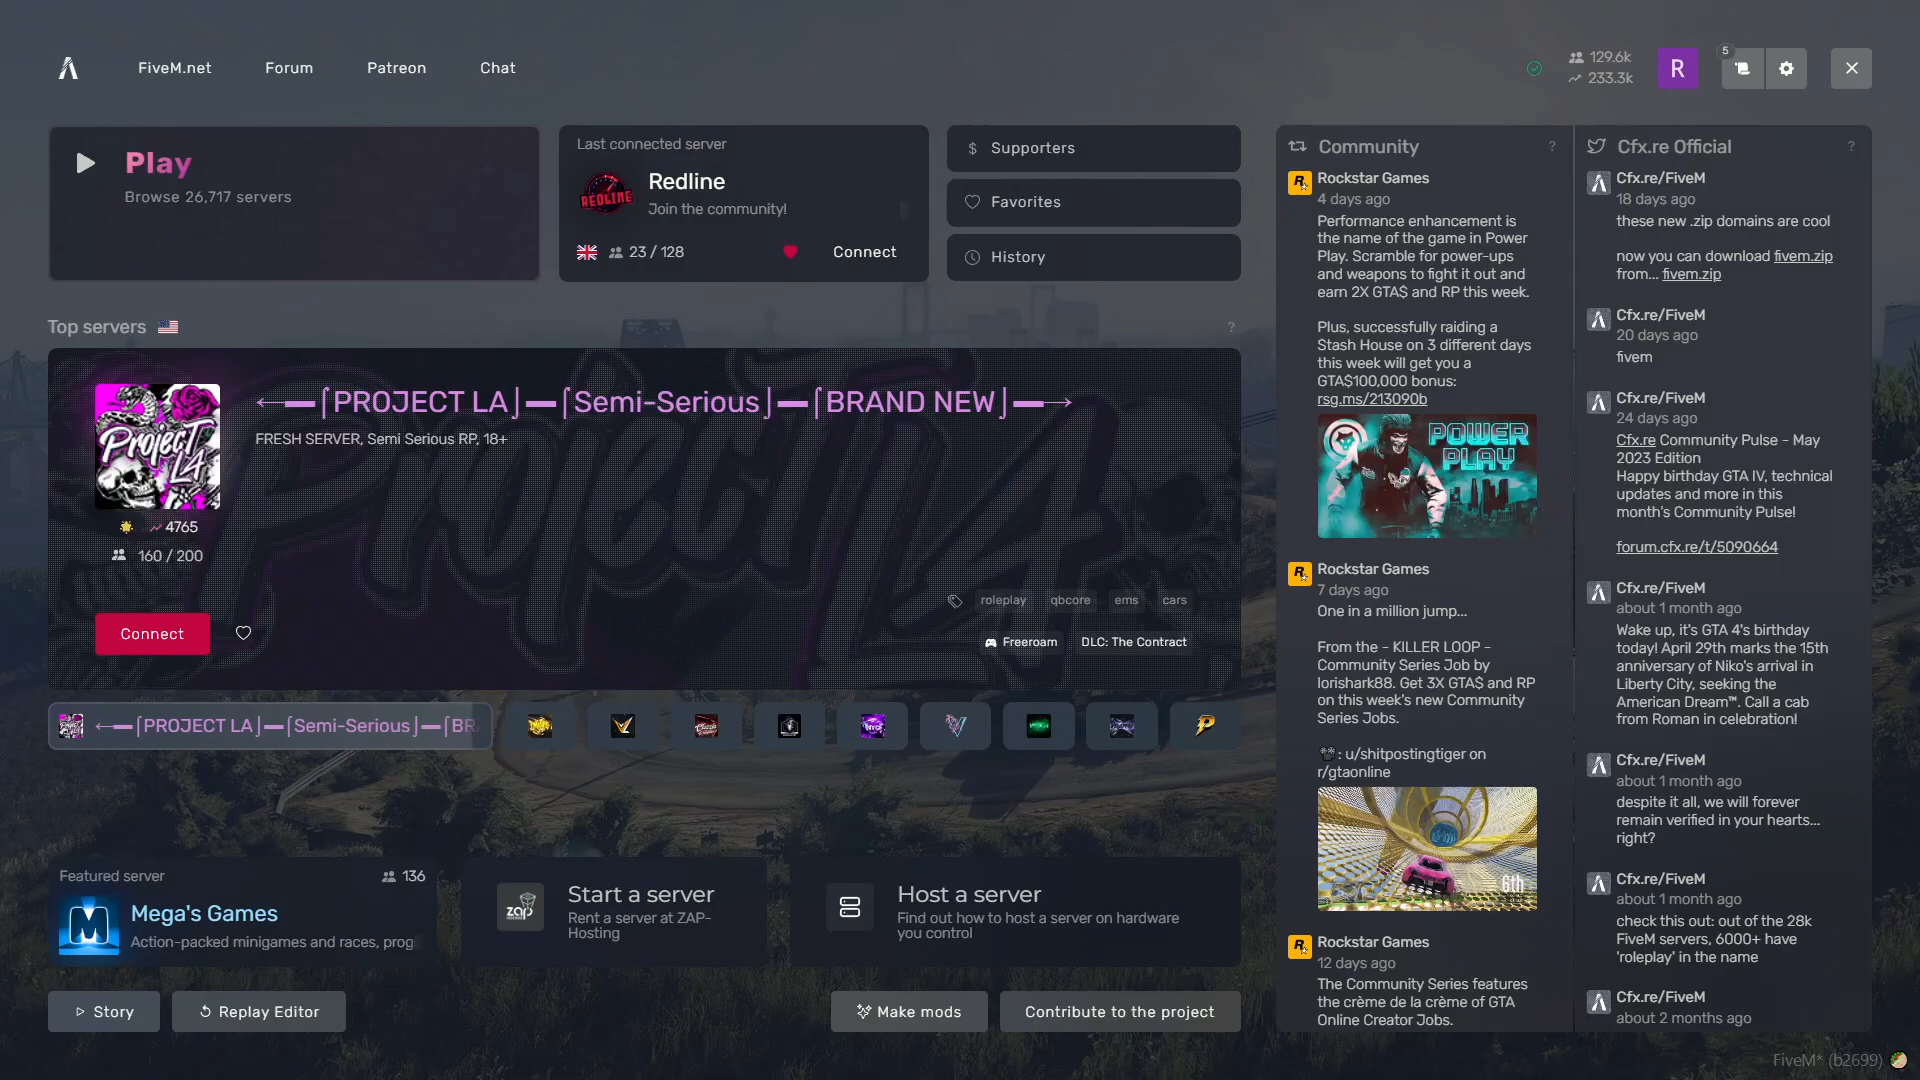 FiveM.net
Forum
Patreon
Chat
129.6k
233.3k
R
5
Play
Browse 26,717 servers
Last connected server
REDLINE
Redline
Join the community!
23 / 128
Connect
$ Supporters
Favorites
History
Top servers
?
Project LA
←▬⌠PROJECT LA⌡▬⌠Semi-Serious⌡▬⌠BRAND NEW⌡▬→
FRESH SERVER, Semi Serious RP, 18+
4765
160 / 200
Connect
roleplay
qbcore
ems
cars
Freeroam
DLC: The Contract
←▬⌠PROJECT LA⌡▬⌠Semi-Serious⌡▬⌠BR
Featured server
136
Mega's Games
Action-packed minigames and races, prog
zap
Start a server
Rent a server at ZAP-
Hosting
Host a server
Find out how to host a server on hardware
you control
Story
Replay Editor
Make mods
Contribute to the project
Community
?
Rockstar Games
4 days ago
Performance enhancement is
the name of the game in Power
Play. Scramble for power-ups
and weapons to fight it out and
earn 2X GTA$ and RP this week.
Plus, successfully raiding a
Stash House on 3 different days
this week will get you a
GTA$100,000 bonus:
rsg.ms/213090b
POWER
PLAY
Rockstar Games
7 days ago
One in a million jump...
From the - KILLER LOOP -
Community Series Job by
lorishark88. Get 3X GTA$ and RP
on this week's new Community
Series Jobs.
: u/shitpostingtiger on
r/gtaonline
6th
Rockstar Games
12 days ago
The Community Series features
the crème de la crème of GTA
Online Creator Jobs.
Cfx.re Official
?
Cfx.re/FiveM
18 days ago
these new .zip domains are cool
now you can download fivem.zip
from... fivem.zip
Cfx.re/FiveM
20 days ago
fivem
Cfx.re/FiveM
24 days ago
Cfx.re Community Pulse - May
2023 Edition
Happy birthday GTA IV, technical
updates and more in this
month's Community Pulse!
forum.cfx.re/t/5090664
Cfx.re/FiveM
about 1 month ago
Wake up, it's GTA 4's birthday
today! April 29th marks the 15th
anniversary of Niko's arrival in
Liberty City, seeking the
American Dream™. Call a cab
from Roman in celebration!
Cfx.re/FiveM
about 1 month ago
despite it all, we will forever
remain verified in your hearts...
right?
Cfx.re/FiveM
about 1 month ago
check this out: out of the 28k
FiveM servers, 6000+ have
'roleplay' in the name
Cfx.re/FiveM
about 2 months ago
FiveM* (b2699)